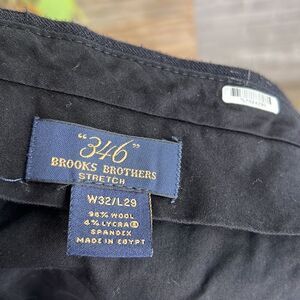 "346"
BROOKS BROTHERS
STRETCH
W32/L29
96% WOOL
4% LYCRA®
SPANDEX
MADE IN EGYPT